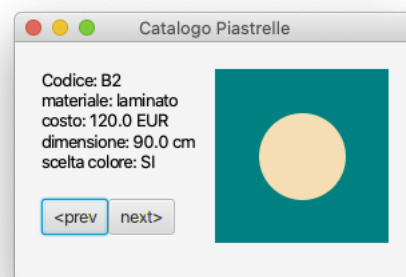 Catalogo Piastrelle
Codice: B2
materiale: laminato
costo: 120.0 EUR
dimensione: 90.0 cm
scelta colore: SI
<prev next>